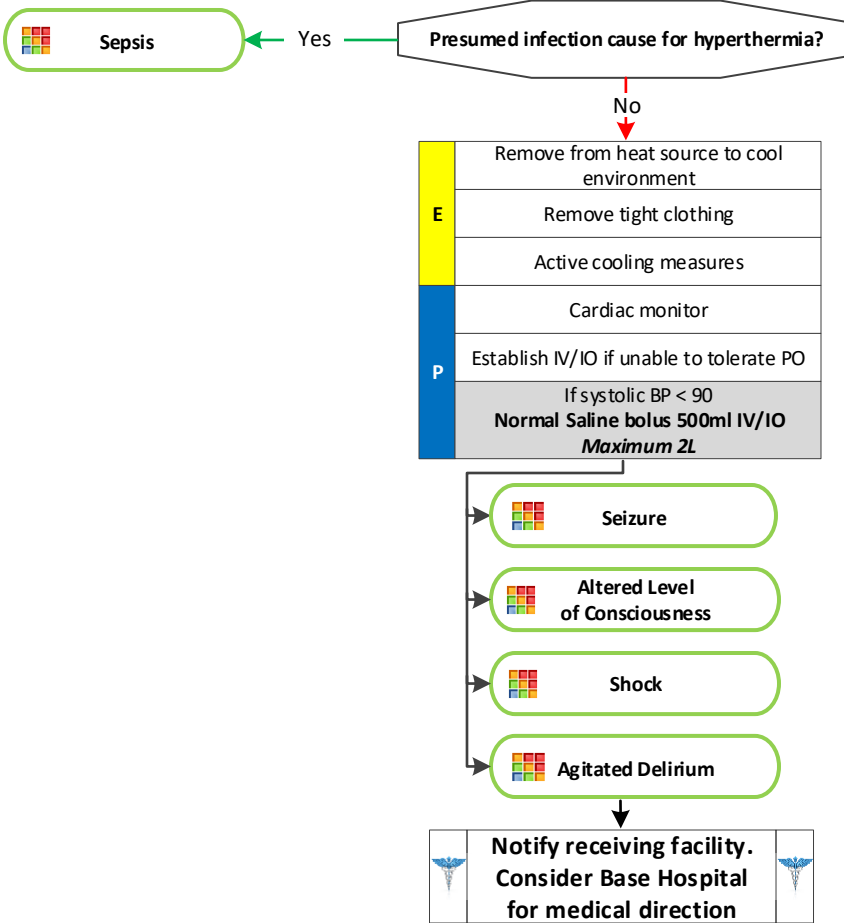 Presumed infection cause for hyperthermia?
Yes
Sepsis
No
E
Remove from heat source to cool
environment
Remove tight clothing
Active cooling measures
P
Cardiac monitor
Establish IV/IO if unable to tolerate PO
If systolic BP < 90
Normal Saline bolus 500ml IV/IO
Maximum 2L
Seizure
Altered Level
of Consciousness
Shock
Agitated Delirium
Notify receiving facility.
Consider Base Hospital
for medical direction